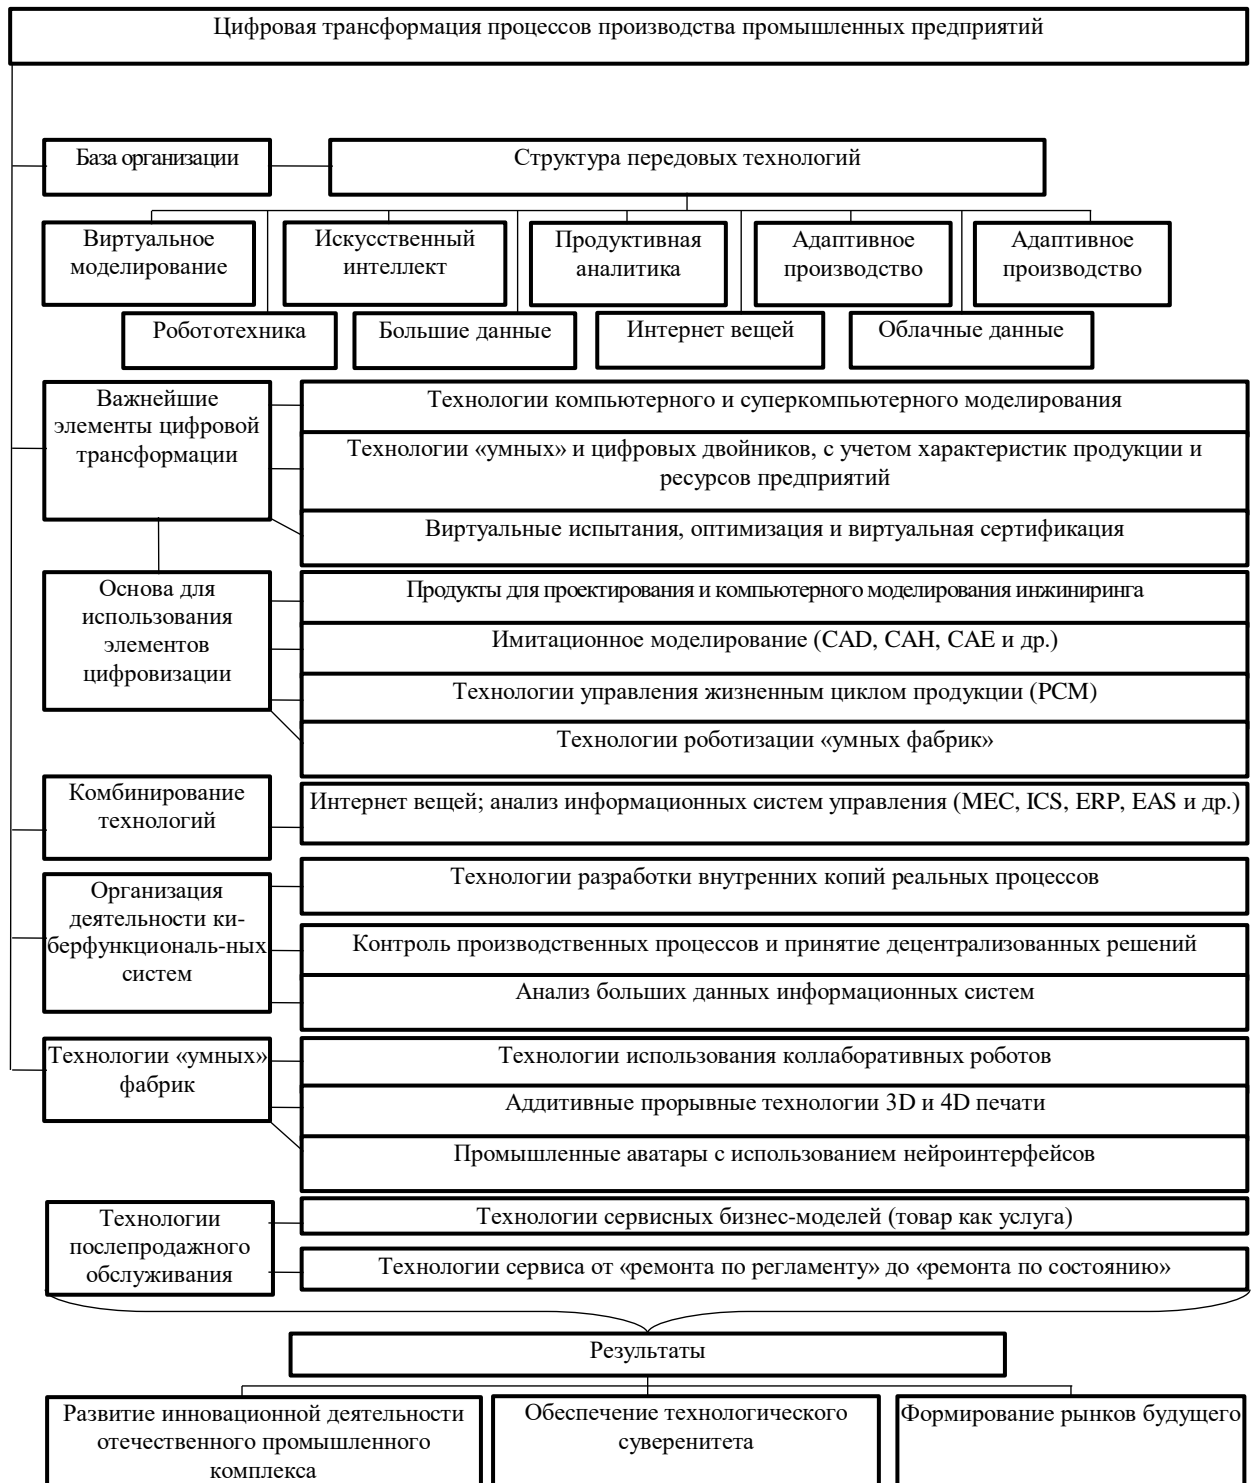 Цифровая трансформация процессов производства промышленных предприятий
База организации
Структура передовых технологий
Виртуальное
моделирование
Искусственный
интеллект
Продуктивная
аналитика
Адаптивное
производство
Адаптивное
производство
Робототехника
Большие данные
Интернет вещей
Облачные данные
Важнейшие
элементы цифровой
трансформации
Технологии компьютерного и суперкомпьютерного моделирования
Технологии «умных» и цифровых двойников, с учетом характеристик продукции и
ресурсов предприятий
Виртуальные испытания, оптимизация и виртуальная сертификация
Основа для
использования
элементов
цифровизации
Продукты для проектирования и компьютерного моделирования инжиниринга
Имитационное моделирование (CAD, CAH, CAE и др.)
Технологии управления жизненным циклом продукции (PCM)
Технологии роботизации «умных фабрик»
Комбинирование
технологий
Интернет вещей; анализ информационных систем управления (MEC, ICS, ERP, EAS и др.)
Организация
деятельности ки-
берфункциональ-ных
систем
Технологии разработки внутренних копий реальных процессов
Контроль производственных процессов и принятие децентрализованных решений
Анализ больших данных информационных систем
Технологии «умных»
фабрик
Технологии использования коллаборативных роботов
Аддитивные прорывные технологии 3D и 4D печати
Промышленные аватары с использованием нейроинтерфейсов
Технологии
послепродажного
обслуживания
Технологии сервисных бизнес-моделей (товар как услуга)
Технологии сервиса от «ремонта по регламенту» до «ремонта по состоянию»
Результаты
Развитие инновационной деятельности
отечественного промышленного
комплекса
Обеспечение технологического
суверенитета
Формирование рынков будущего